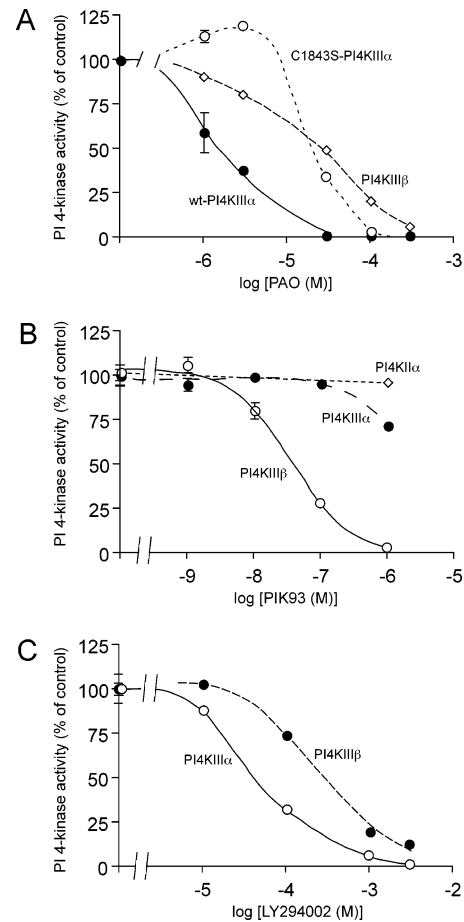 A
PI 4-kinase activity (% of control)
125
100
75
50
25
0
C1843S-PI4KIIIα
PI4KIIIβ
wt-PI4KIIIα
-6
-5
-4
-3
log [PAO (M)]
B
PI 4-kinase activity (% of control)
125
100
75
50
25
0
PI4KIIα
PI4KIIIα
PI4KIIIβ
-9
-8
-7
-6
-5
log [PIK93 (M)]
C
PI 4-kinase activity (% of control)
125
100
75
50
25
0
PI4KIIIα
PI4KIIIβ
-5
-4
-3
-2
log [LY294002 (M)]